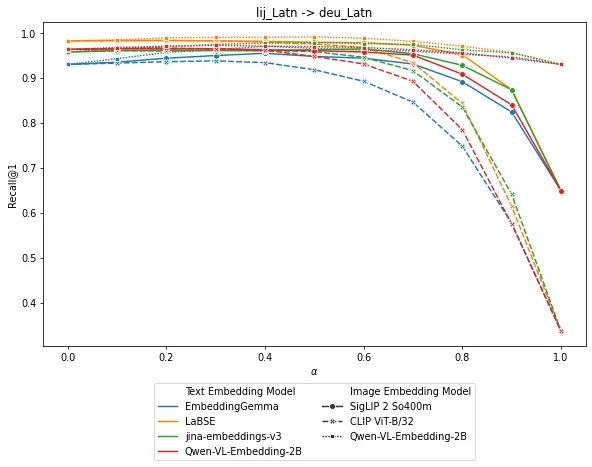 lij_Latn -> deu_Latn
Recall@1
1.0
0.9
0.8
0.7
0.6
0.5
0.4
0.0
0.2
0.4
0.6
0.8
1.0
α
Text Embedding Model
EmbeddingGemma
LaBSE
jina-embeddings-v3
Qwen-VL-Embedding-2B
Image Embedding Model
SigLIP 2 So400m
CLIP ViT-B/32
Qwen-VL-Embedding-2B